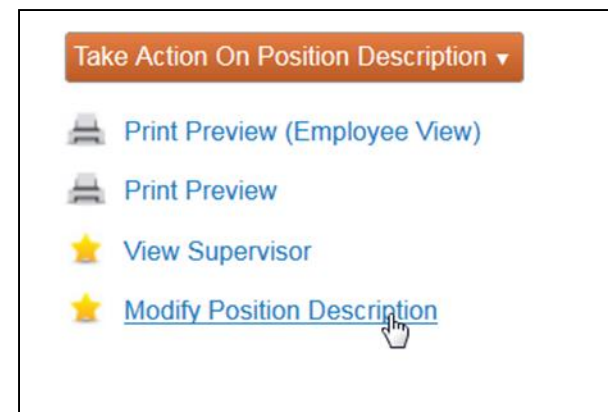 Take Action On Position Description ▾
Print Preview (Employee View)
Print Preview
View Supervisor
Modify Position Description